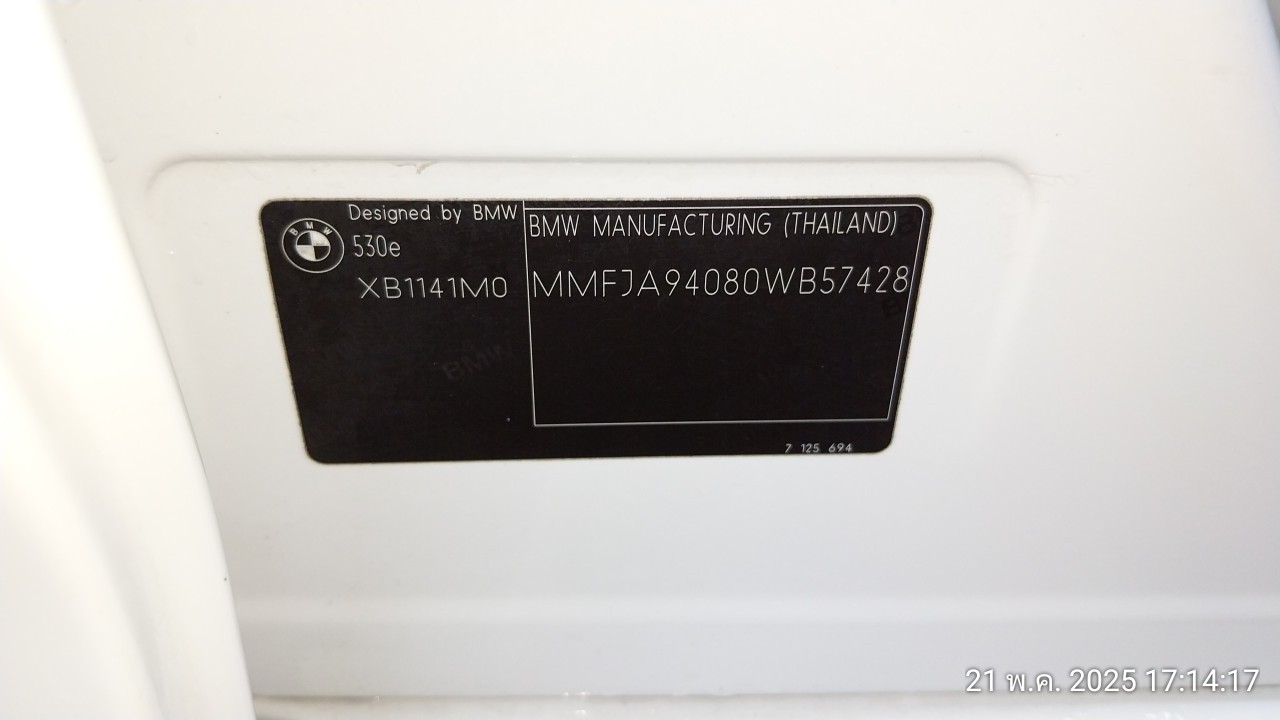 Designed by BMW
BMW
530e
XB1141M0
BMW MANUFACTURING (THAILAND)
MMFJA94080WB57428
BMW
7 125 694
21 พ.ค. 2025 17:14:17